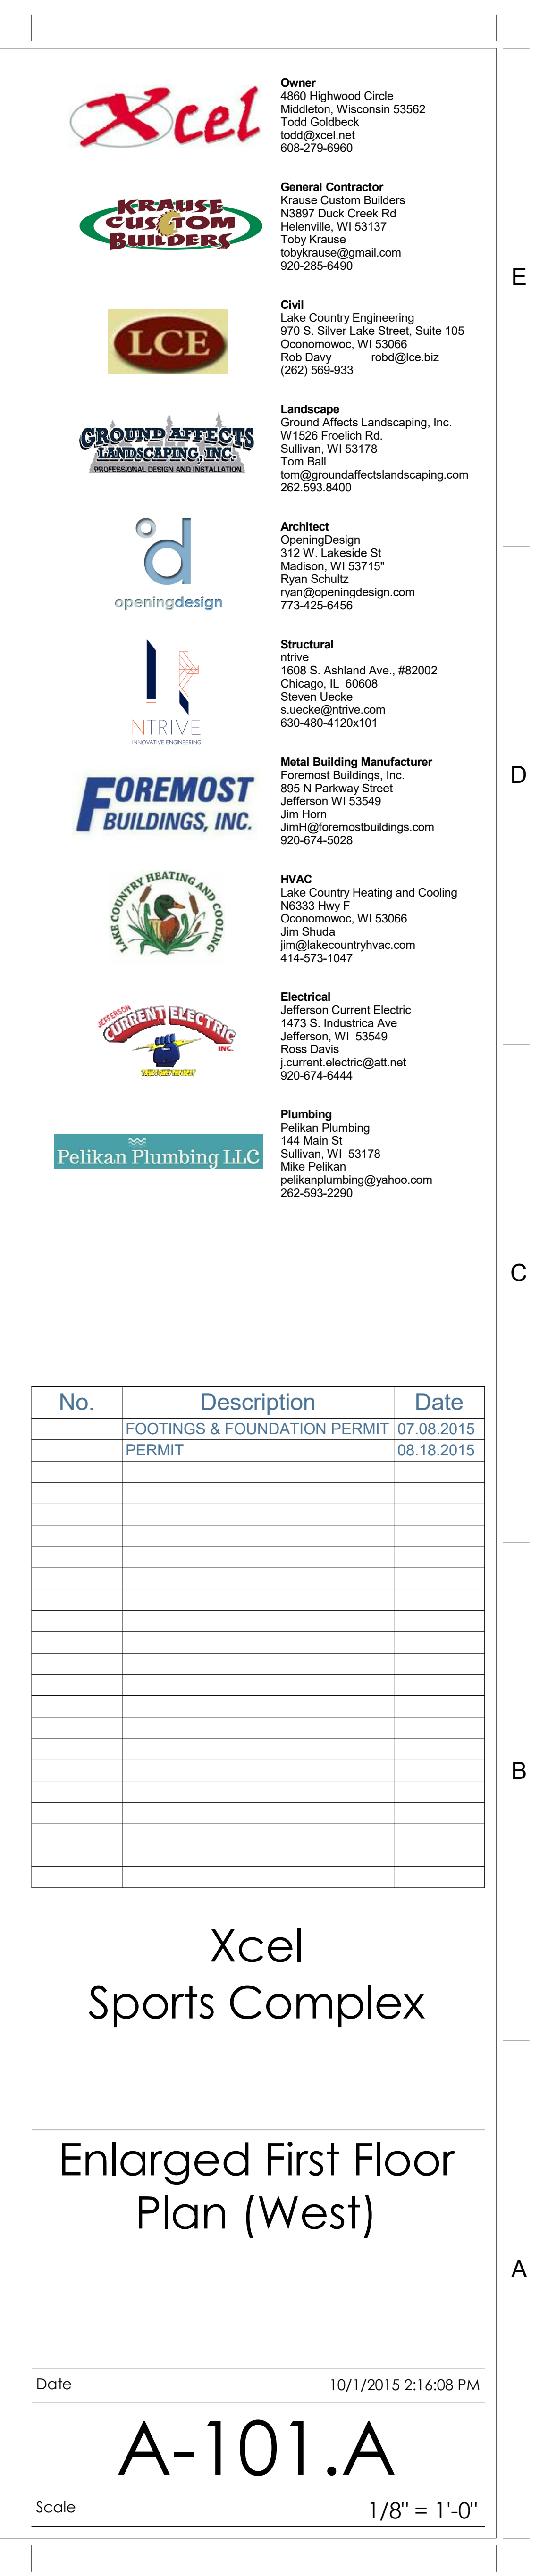 Xcel
Owner
4860 Highwood Circle
Middleton, Wisconsin 53562
Todd Goldbeck
todd@xcel.net
608-279-6960
KRAUSE
CUSTOM
BUILDERS
General Contractor
Krause Custom Builders
N3897 Duck Creek Rd
Helenville, WI 53137
Toby Krause
tobykrause@gmail.com
920-285-6490
E
LCE
Civil
Lake Country Engineering
970 S. Silver Lake Street, Suite 105
Oconomowoc, WI 53066
Rob Davy robd@lce.biz
(262) 569-933
GROUND AFFECTS
LANDSCAPING, INC.
PROFESSIONAL DESIGN AND INSTALLATION
Landscape
Ground Affects Landscaping, Inc.
W1526 Froelich Rd.
Sullivan, WI 53178
Tom Ball
tom@groundaffectslandscaping.com
262.593.8400
d
openingdesign
Architect
OpeningDesign
312 W. Lakeside St
Madison, WI 53715"
Ryan Schultz
ryan@openingdesign.com
773-425-6456
NTRIVE
INNOVATIVE ENGINEERING
Structural
ntrive
1608 S. Ashland Ave., #82002
Chicago, IL  60608
Steven Uecke
s.uecke@ntrive.com
630-480-4120x101
FOREMOST
BUILDINGS, INC.
Metal Building Manufacturer
Foremost Buildings, Inc.
895 N Parkway Street
Jefferson WI 53549
Jim Horn
JimH@foremostbuildings.com
920-674-5028
D
LAKE COUNTRY HEATING AND COOLING
HVAC
Lake Country Heating and Cooling
N6333 Hwy F
Oconomowoc, WI 53066
Jim Shuda
jim@lakecountryhvac.com
414-573-1047
JEFFERSON
CURRENT ELECTRIC
INC.
TRUST ONLY THE BEST
Electrical
Jefferson Current Electric
1473 S. Industrica Ave
Jefferson, WI  53549
Ross Davis
j.current.electric@att.net
920-674-6444
Pelikan Plumbing LLC
Plumbing
Pelikan Plumbing
144 Main St
Sullivan, WI  53178
Mike Pelikan
pelikanplumbing@yahoo.com
262-593-2290
C
No. Description Date
FOOTINGS & FOUNDATION PERMIT 07.08.2015
PERMIT 08.18.2015
B
Xcel
Sports Complex
Enlarged First Floor
Plan (West)
A
Date 10/1/2015 2:16:08 PM
A-101.A
Scale 1/8" = 1'-0"